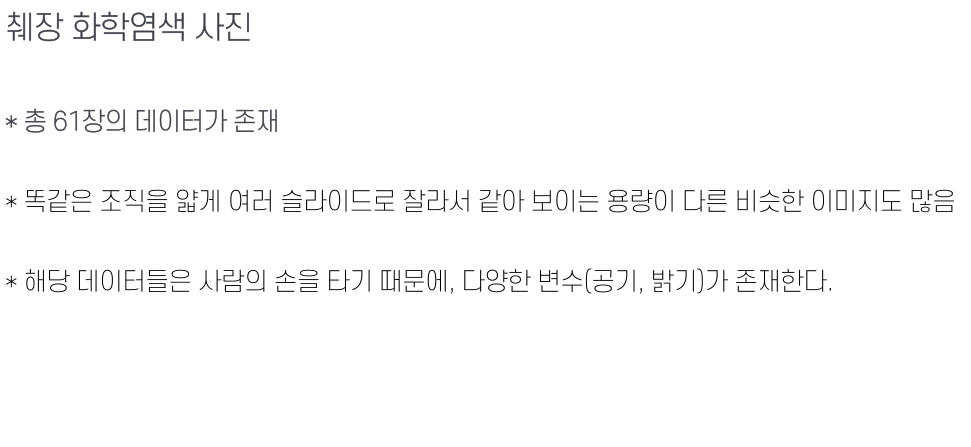 췌장 화학염색 사진
* 총 61장의 데이터가 존재
* 똑같은 조직을 얇게 여러 슬라이드로 잘라서 같아 보이는 용량이 다른 비슷한 이미지도 많음
* 해당 데이터들은 사람의 손을 타기 때문에, 다양한 변수(공기, 밝기)가 존재한다.